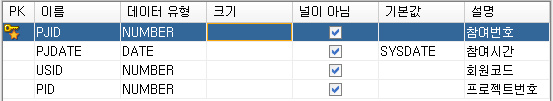 PK 이름 데이터 유형 크기 널이 아님 기본값 설명
PJID NUMBER 참여번호
PJDATE DATE SYSDATE 참여시간
USID NUMBER 회원코드
PID NUMBER 프로젝트번호